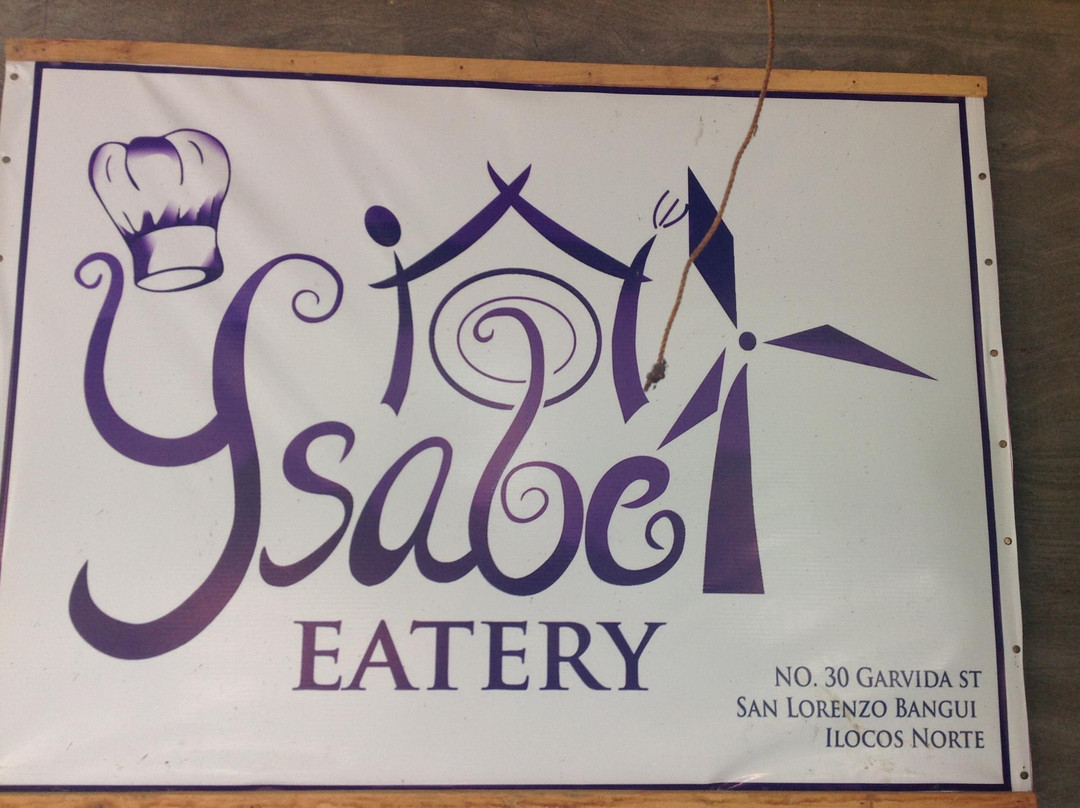 Ysabel
EATERY
NO. 30 GARVIDA ST
SAN LORENZO BANGUI
ILOCOS NORTE